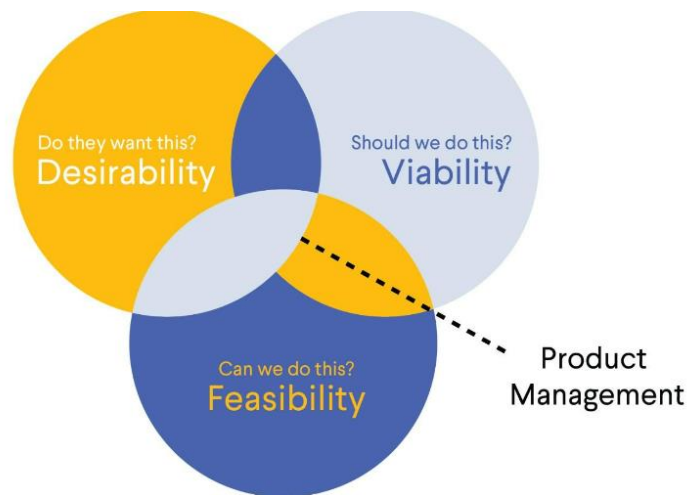 Do they want this?
Desirability
Should we do this?
Viability
Can we do this?
Feasibility
Product
Management